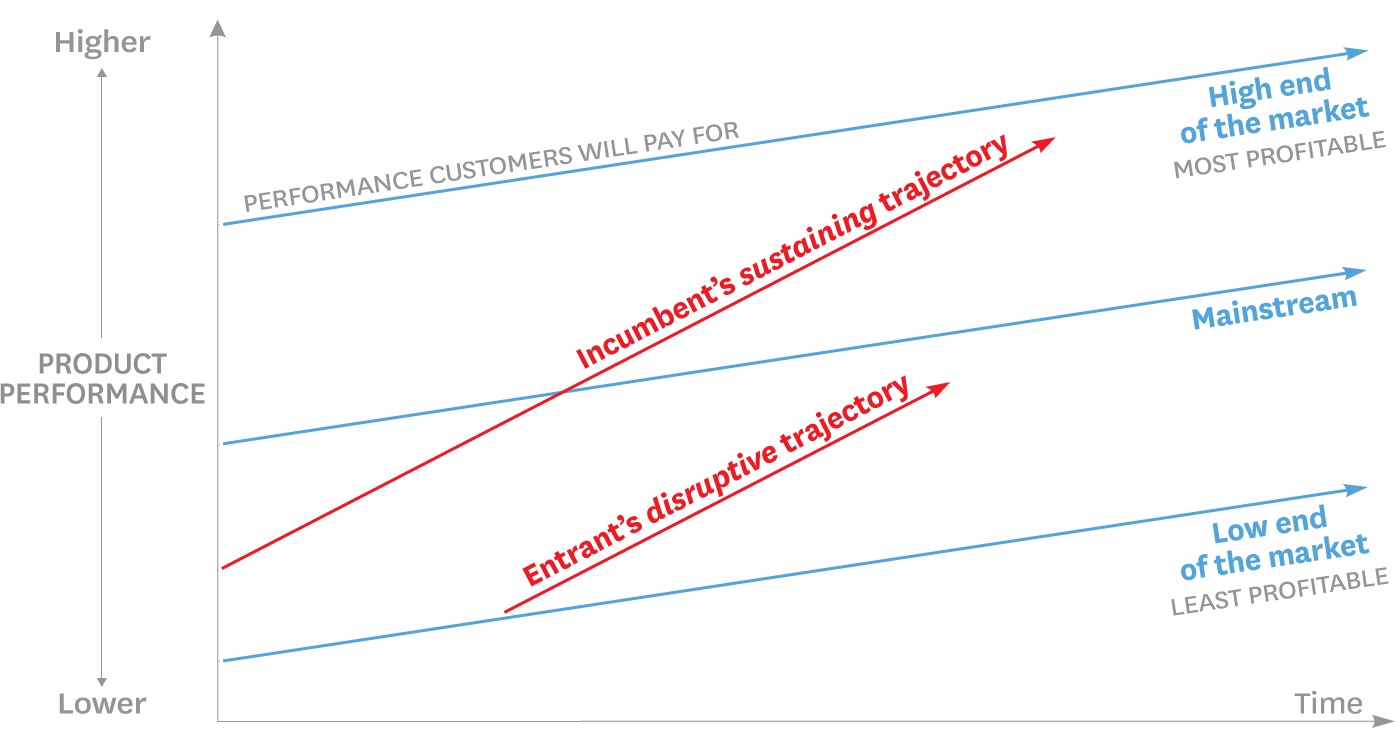 Higher
PERFORMANCE CUSTOMERS WILL PAY FOR
High end
of the market
MOST PROFITABLE
Incumbent’s sustaining trajectory
Mainstream
PRODUCT
PERFORMANCE
Entrant’s disruptive trajectory
Low end
of the market
LEAST PROFITABLE
Lower
Time